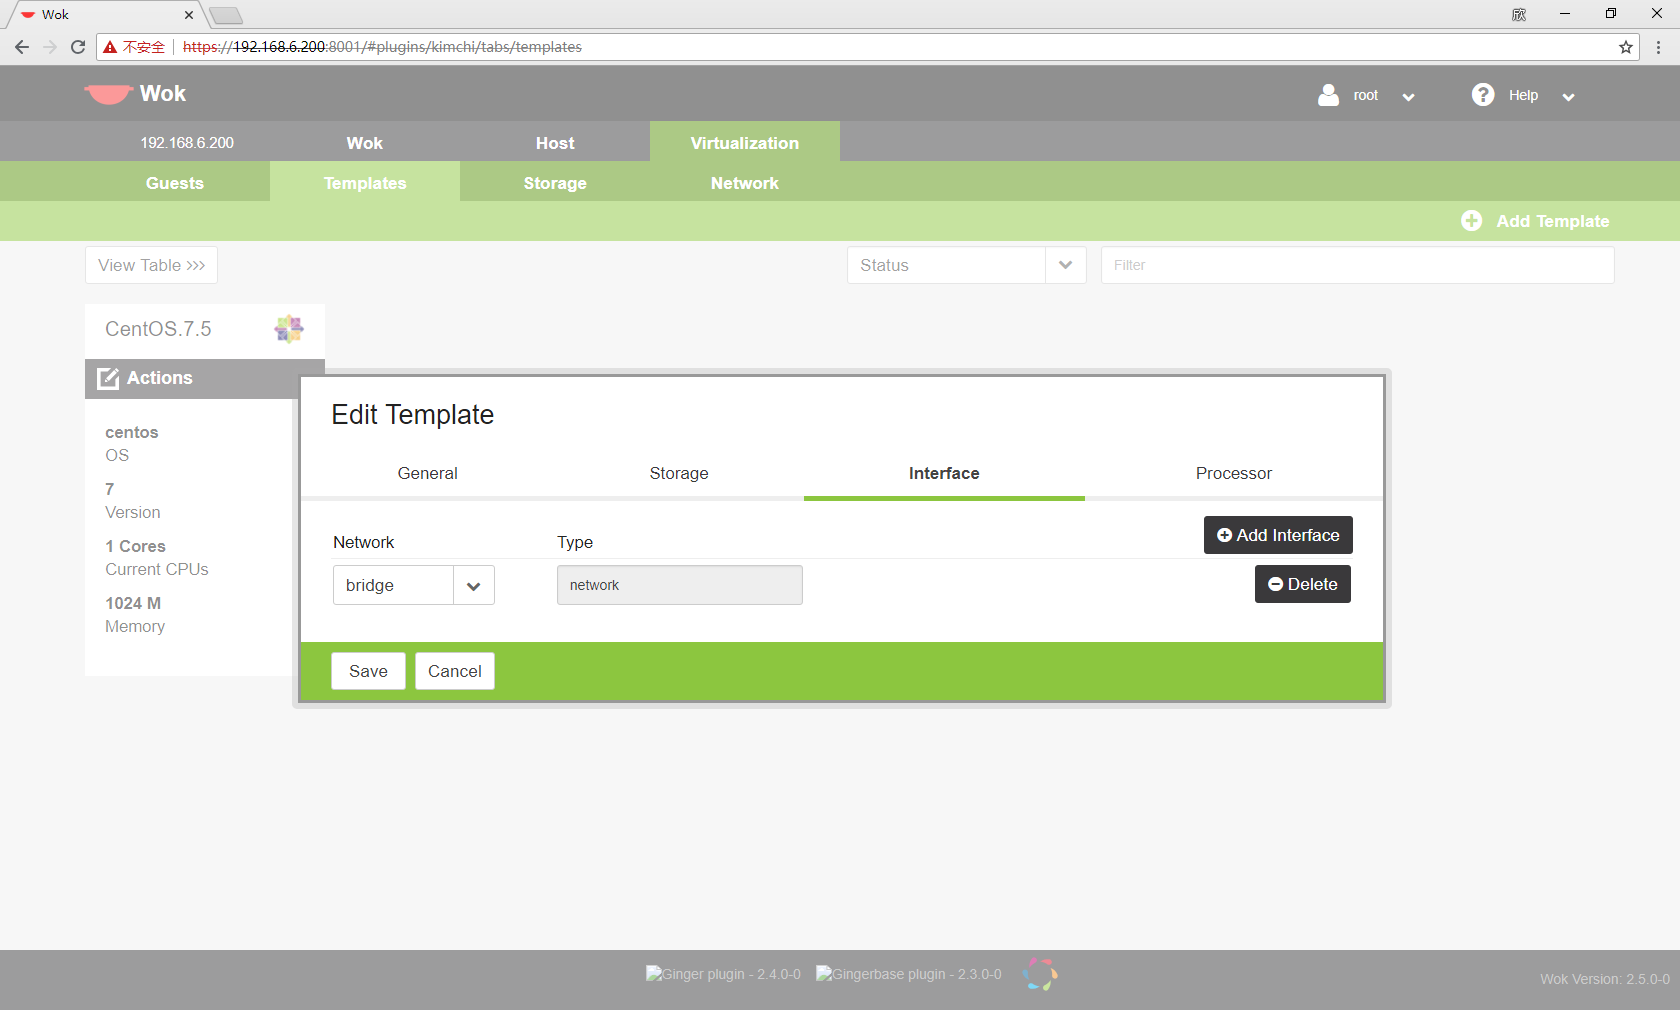 Wok
欣
不安全 https://192.168.6.200:8001/#plugins/kimchi/tabs/templates
Wok
root
Help
192.168.6.200 Wok Host Virtualization
Guests Templates Storage Network
Add Template
View Table >>>
Status
Filter
CentOS.7.5
Actions
centos
OS
7
Version
1 Cores
Current CPUs
1024 M
Memory
Edit Template
General Storage Interface Processor
Network Type Add Interface
bridge network Delete
Save Cancel
Ginger plugin - 2.4.0-0 Gingerbase plugin - 2.3.0-0
Wok Version: 2.5.0-0